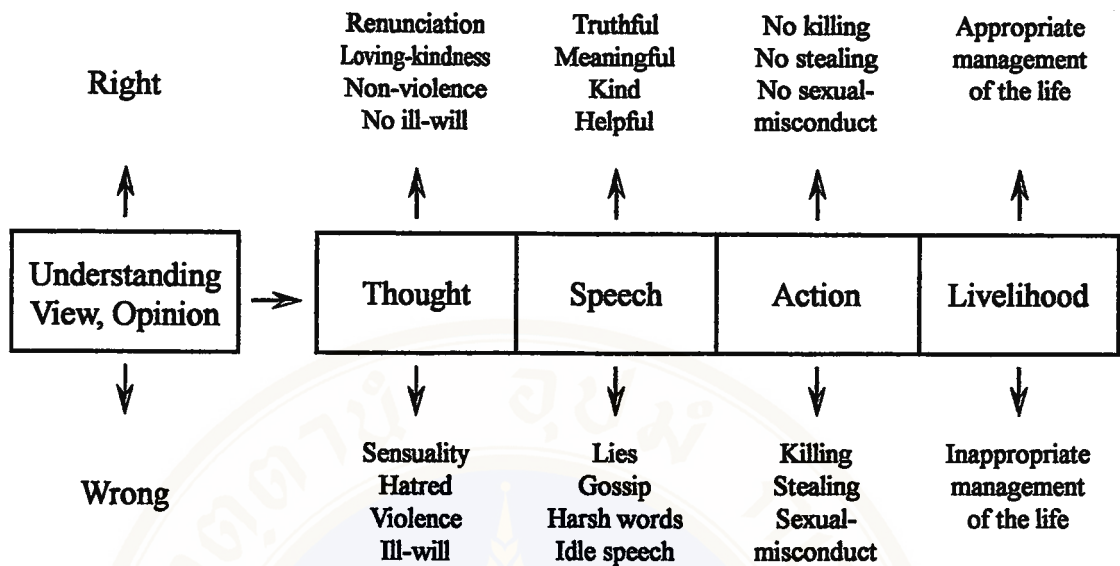 Renunciation
Loving-kindness
Non-violence
No ill-will
Truthful
Meaningful
Kind
Helpful
No killing
No stealing
No sexual-
misconduct
Appropriate
management
of the life
Right
Understanding
View, Opinion
Thought
Speech
Action
Livelihood
Wrong
Sensuality
Hatred
Violence
Ill-will
Lies
Gossip
Harsh words
Idle speech
Killing
Stealing
Sexual-
misconduct
Inappropriate
management
of the life